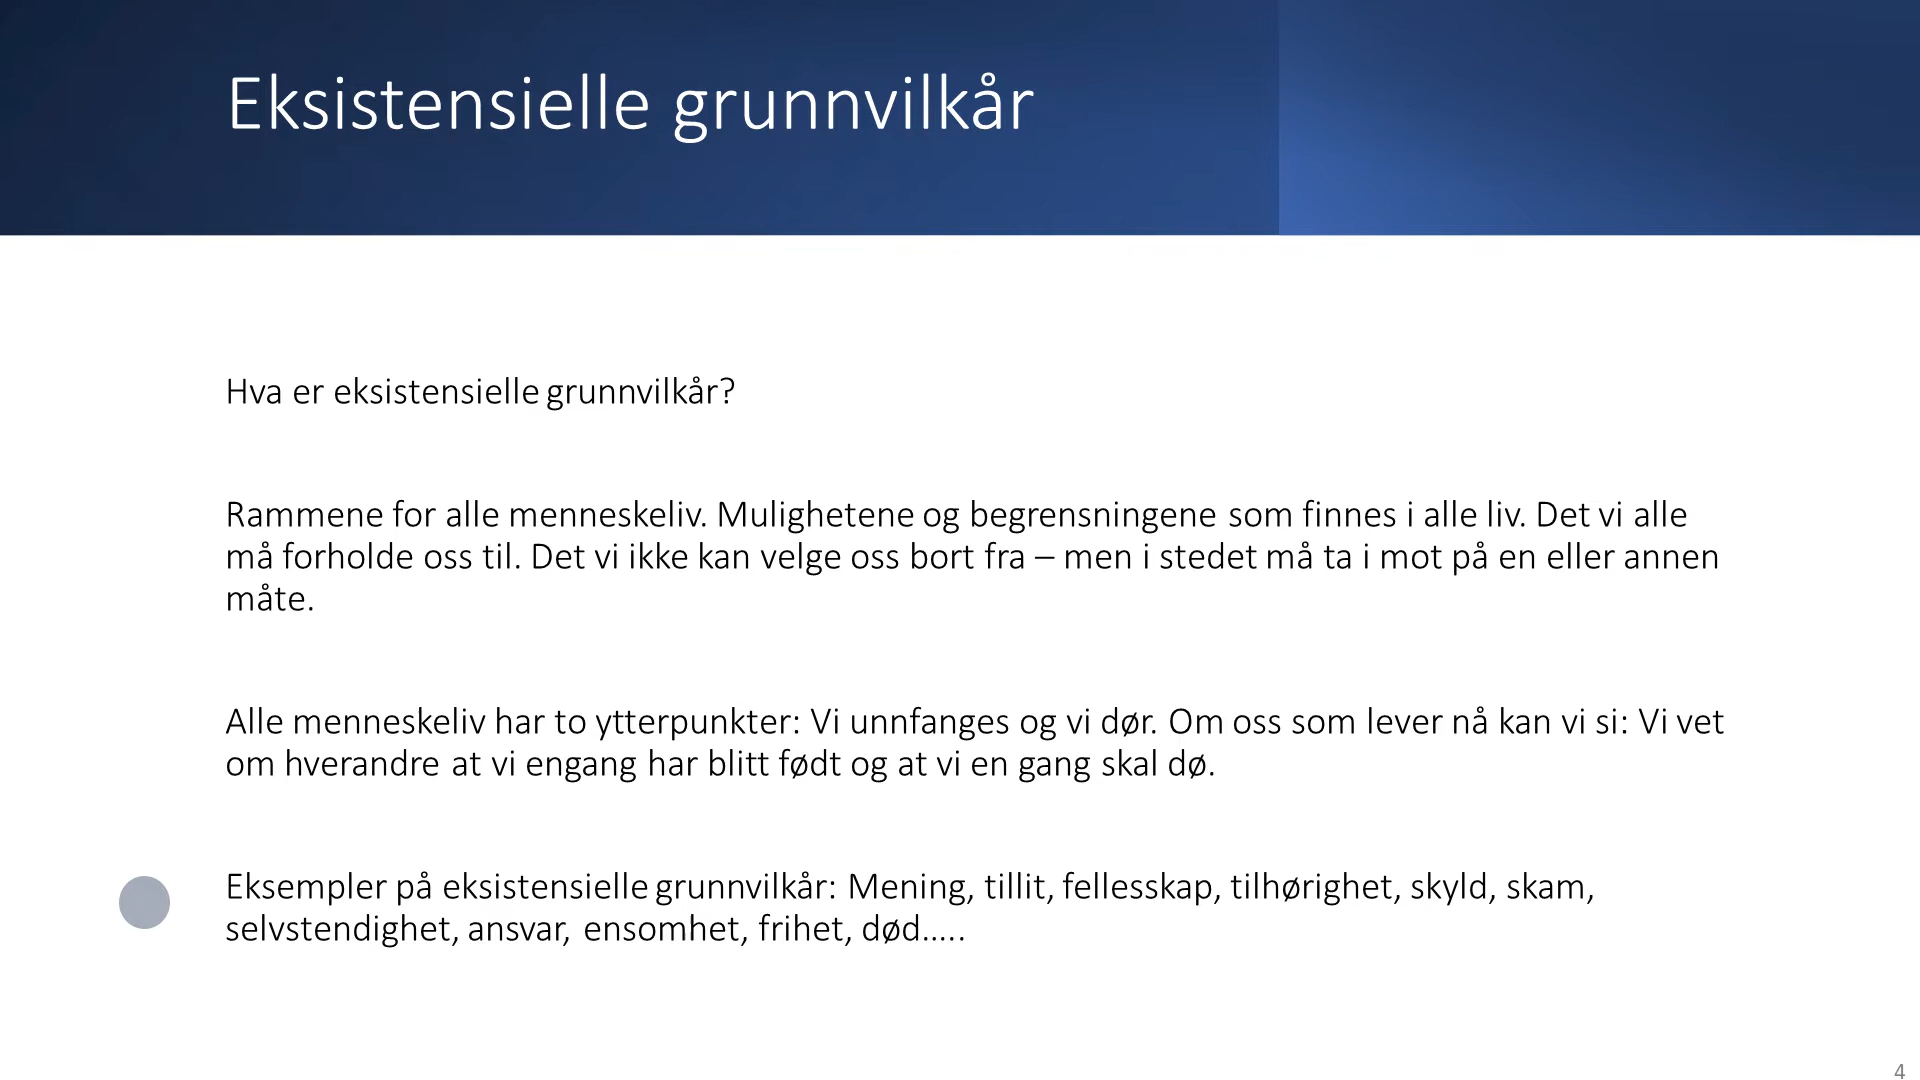 Eksistensielle grunnvilkår
Hva er eksistensielle grunnvilkår?
Rammene for alle menneskeliv. Mulighetene og begrensningene som finnes i alle liv. Det vi alle
må forholde oss til. Det vi ikke kan velge oss bort fra – men i stedet må ta i mot på en eller annen
måte.
Alle menneskeliv har to ytterpunkter: Vi unnfanges og vi dør. Om oss som lever nå kan vi si: Vi vet
om hverandre at vi engang har blitt født og at vi en gang skal dø.
Eksempler på eksistensielle grunnvilkår: Mening, tillit, fellesskap, tilhørighet, skyld, skam,
selvstendighet, ansvar, ensomhet, frihet, død.....
4